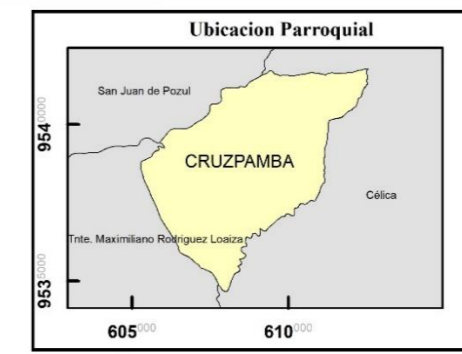 Ubicacion Parroquial
San Juan de Pozul
9540000
CRUZPAMBA
Célica
Tnte. Maximiliano Rodriguez Loaiza
9535000
605000
610000